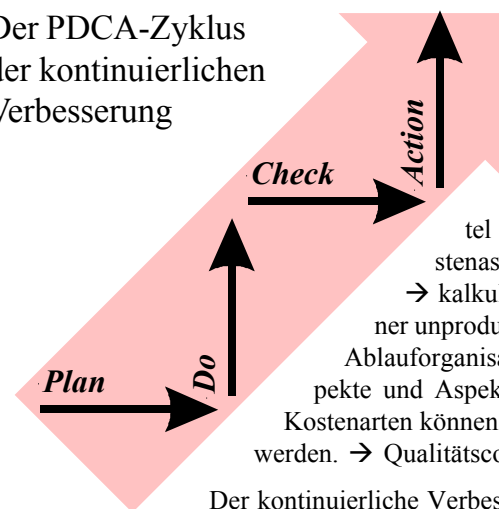 Der PDCA-Zyklus
der kontinuierlichen
Verbesserung
Action
Check
Do
Plan
tel
stenas
→ kalkul
ner unprodu
Ablauforganisa
pekte und Aspek
Kostenarten können
werden. → Qualitätsco
Der kontinuierliche Verbes